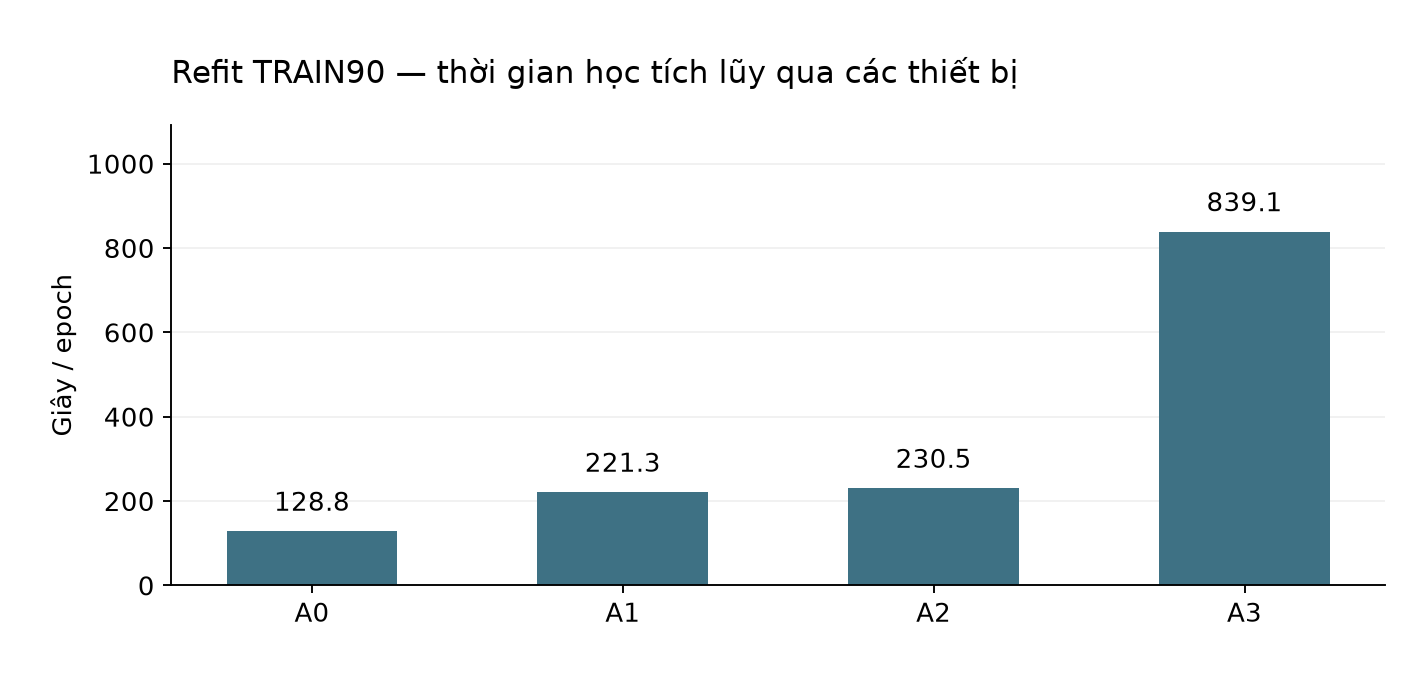 Refit TRAIN90 — thời gian học tích lũy qua các thiết bị
Giây / epoch
1000
800
600
400
200
0
128.8
221.3
230.5
839.1
A0
A1
A2
A3